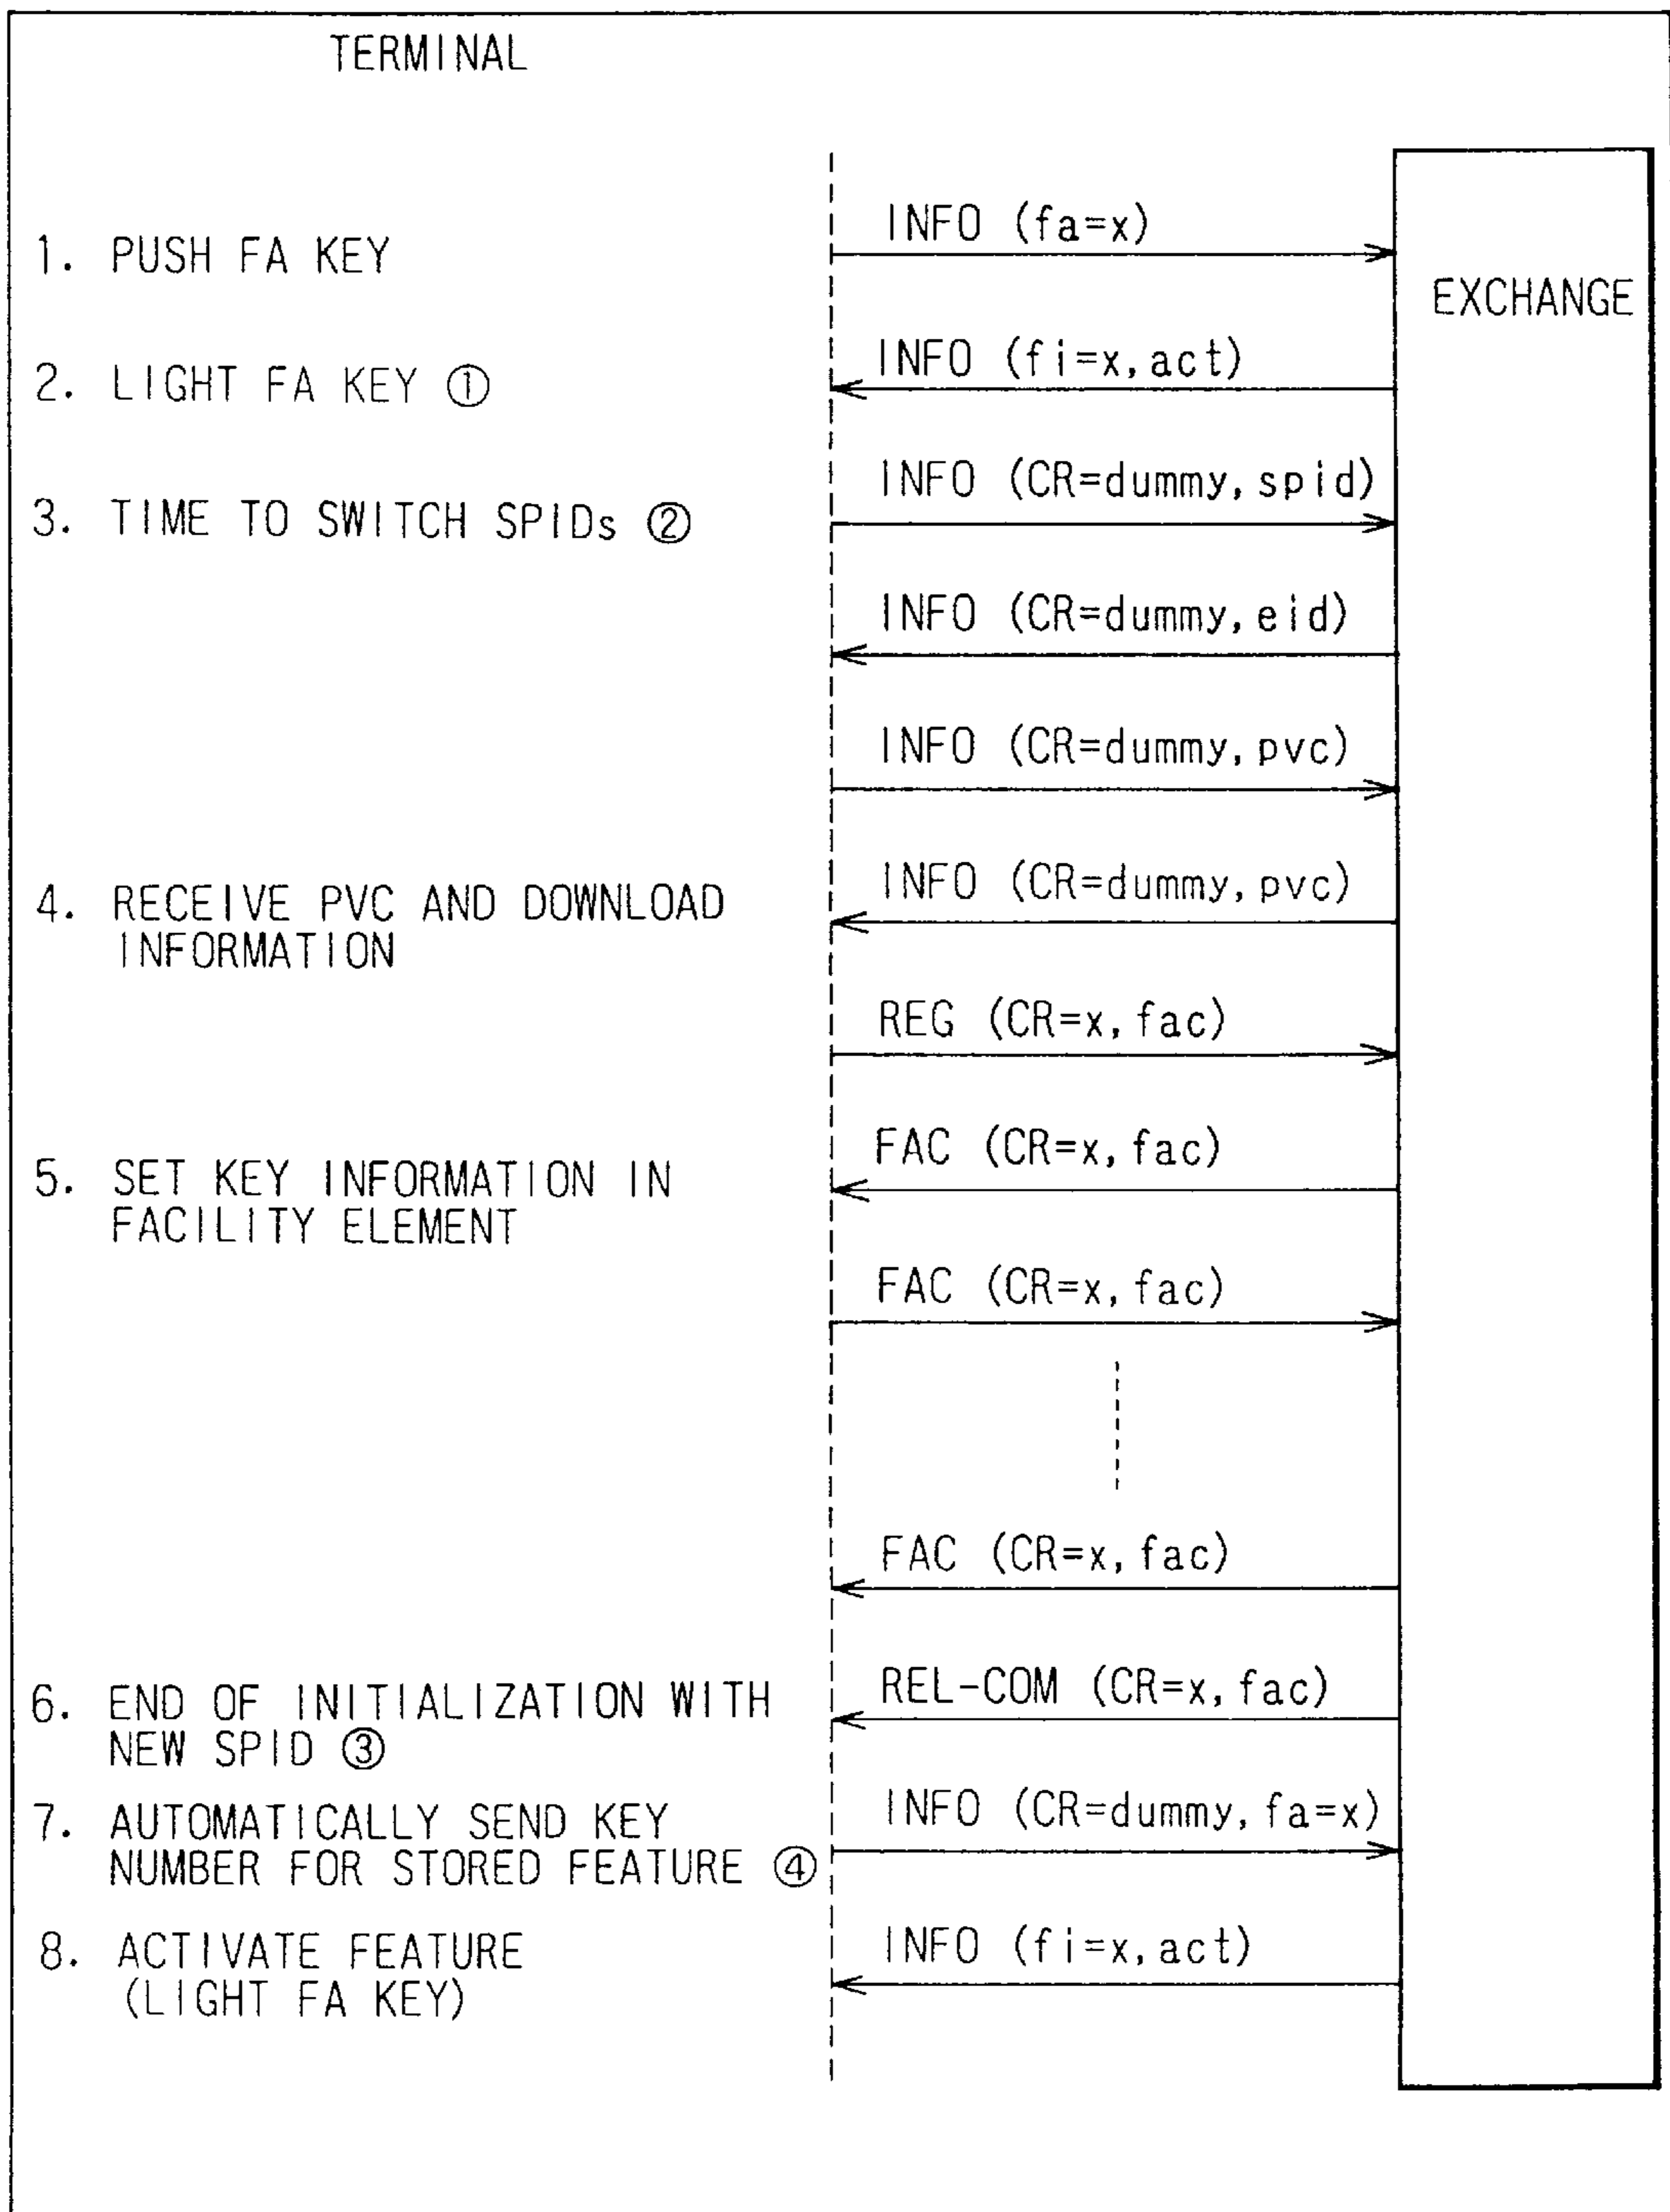 TERMINAL
INFO (fa=x)
1. PUSH FA KEY
EXCHANGE
INFO (fi=x, act)
2. LIGHT FA KEY ①
INFO (CR=dummy, spid)
3. TIME TO SWITCH SPIDs ②
INFO (CR=dummy, eid)
INFO (CR=dummy, pvc)
INFO (CR=dummy, pvc)
4. RECEIVE PVC AND DOWNLOAD
INFORMATION
REG (CR=x, fac)
FAC (CR=x, fac)
5. SET KEY INFORMATION IN
FACILITY ELEMENT
FAC (CR=x, fac)
FAC (CR=x, fac)
REL-COM (CR=x, fac)
6. END OF INITIALIZATION WITH
NEW SPID ③
INFO (CR=dummy, fa=x)
7. AUTOMATICALLY SEND KEY
NUMBER FOR STORED FEATURE ④
INFO (fi=x, act)
8. ACTIVATE FEATURE
(LIGHT FA KEY)